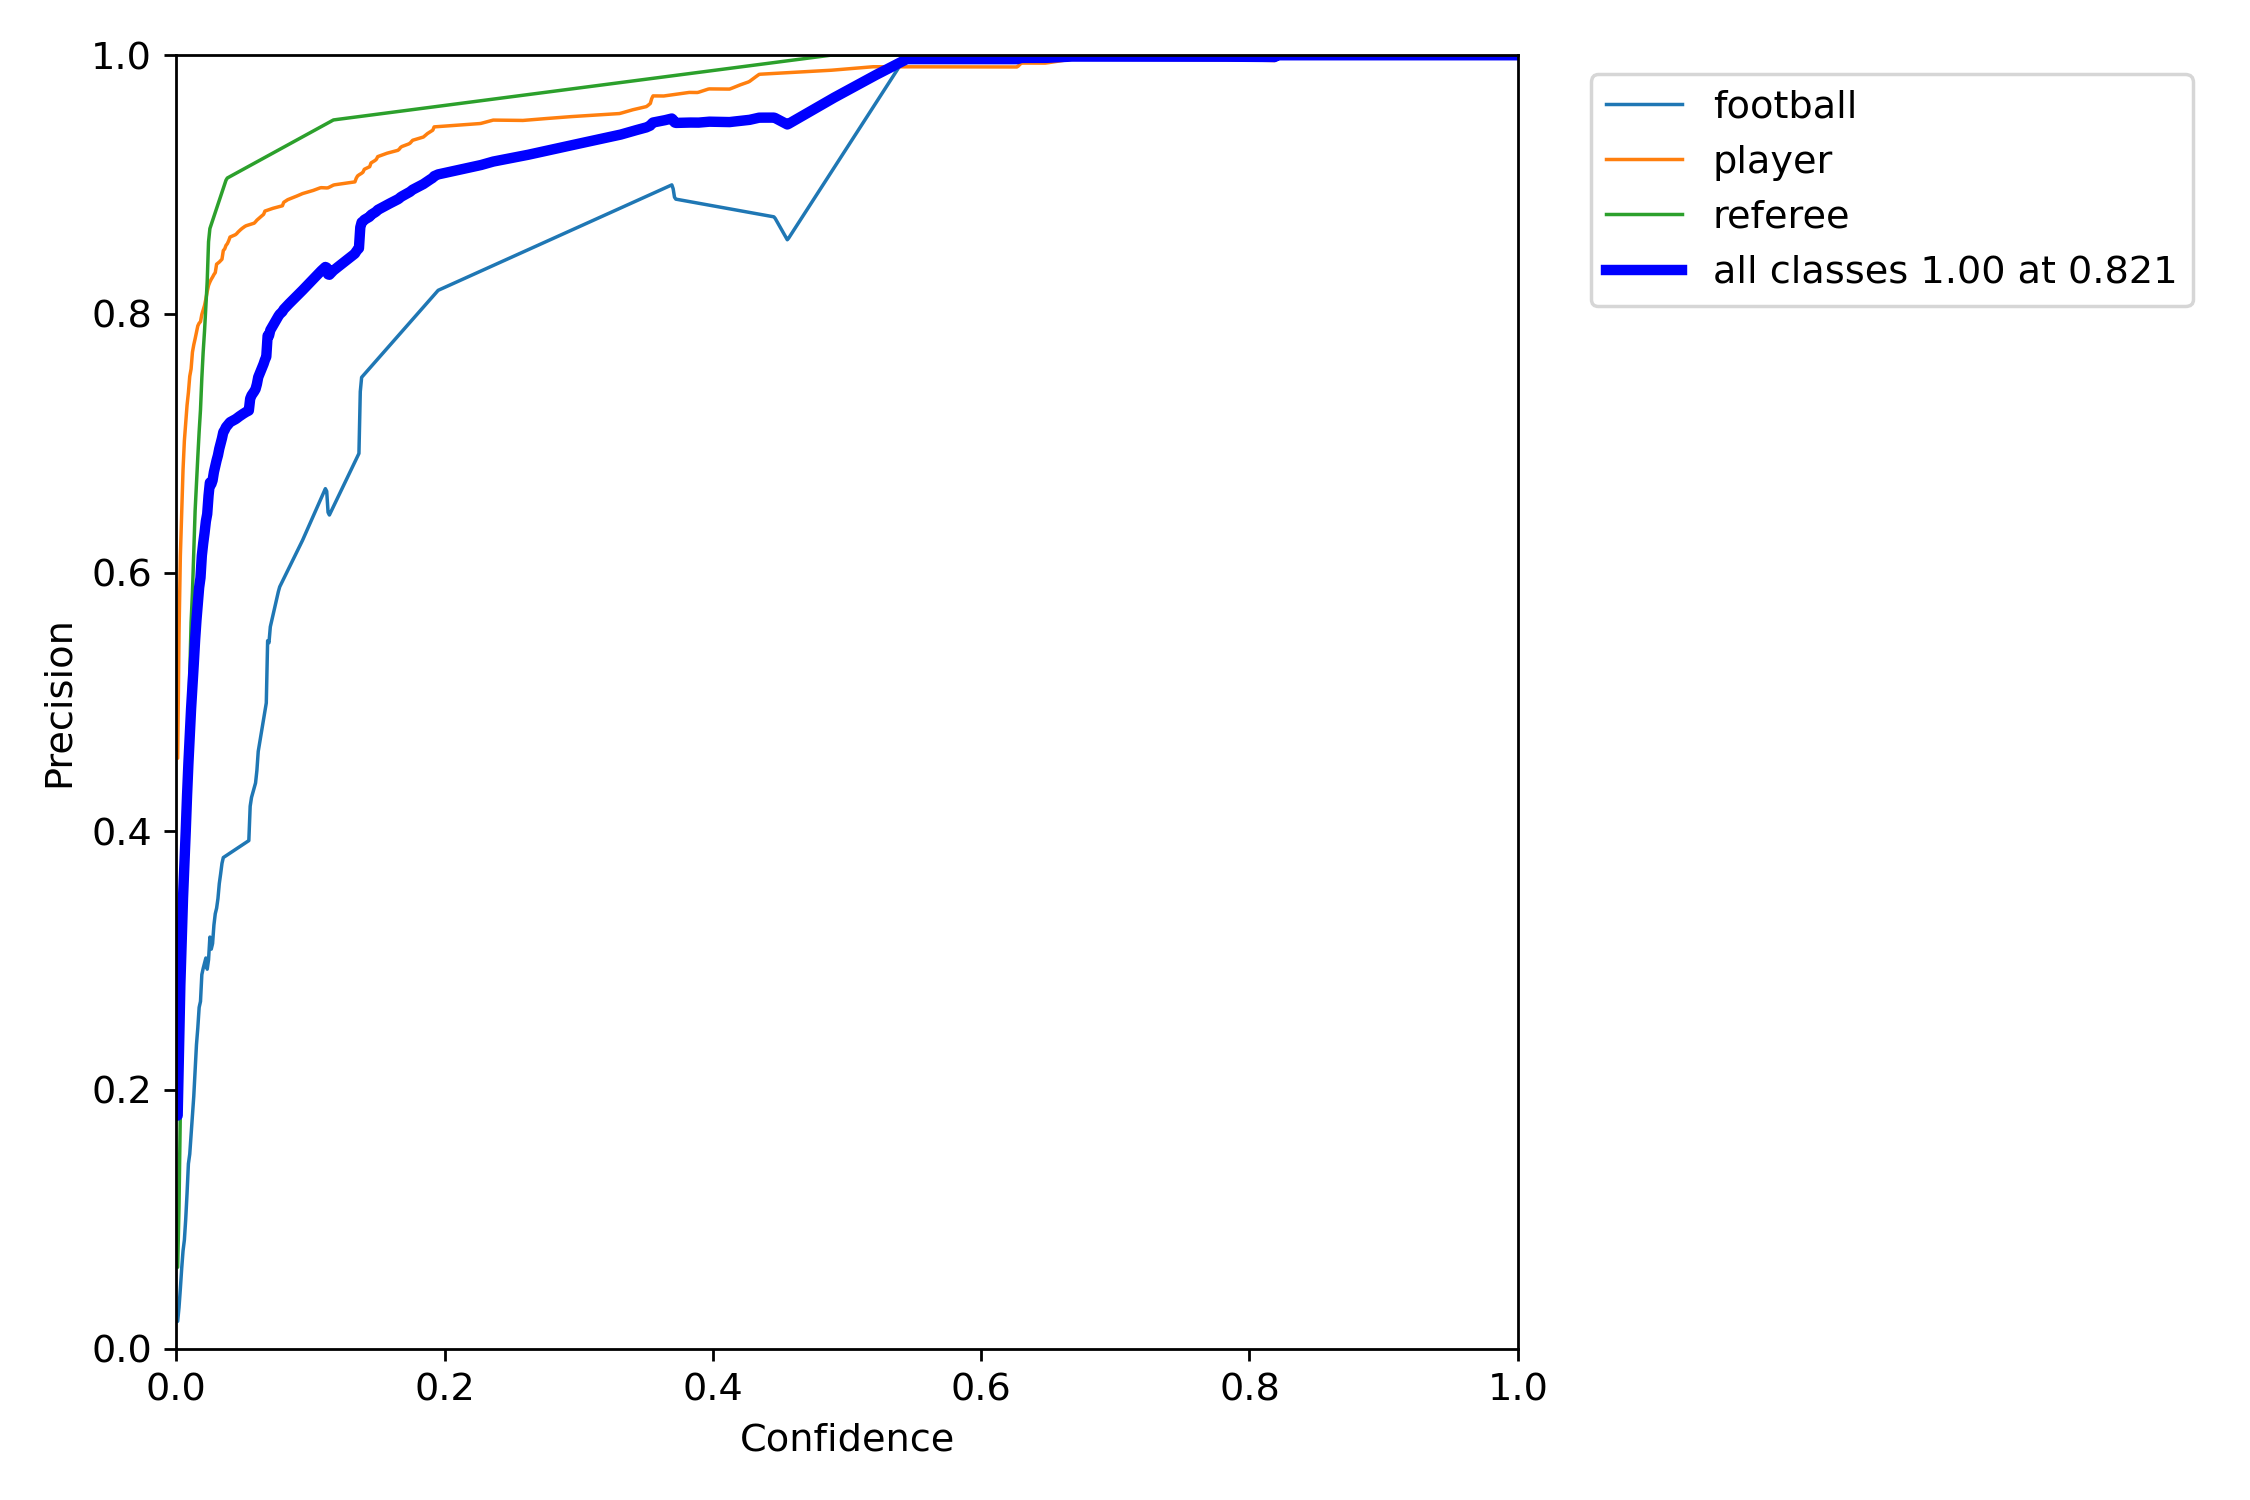 1.0
0.8
0.6
0.4
0.2
0.0
Precision
0.0 0.2 0.4 0.6 0.8 1.0
Confidence
football
player
referee
all classes 1.00 at 0.821